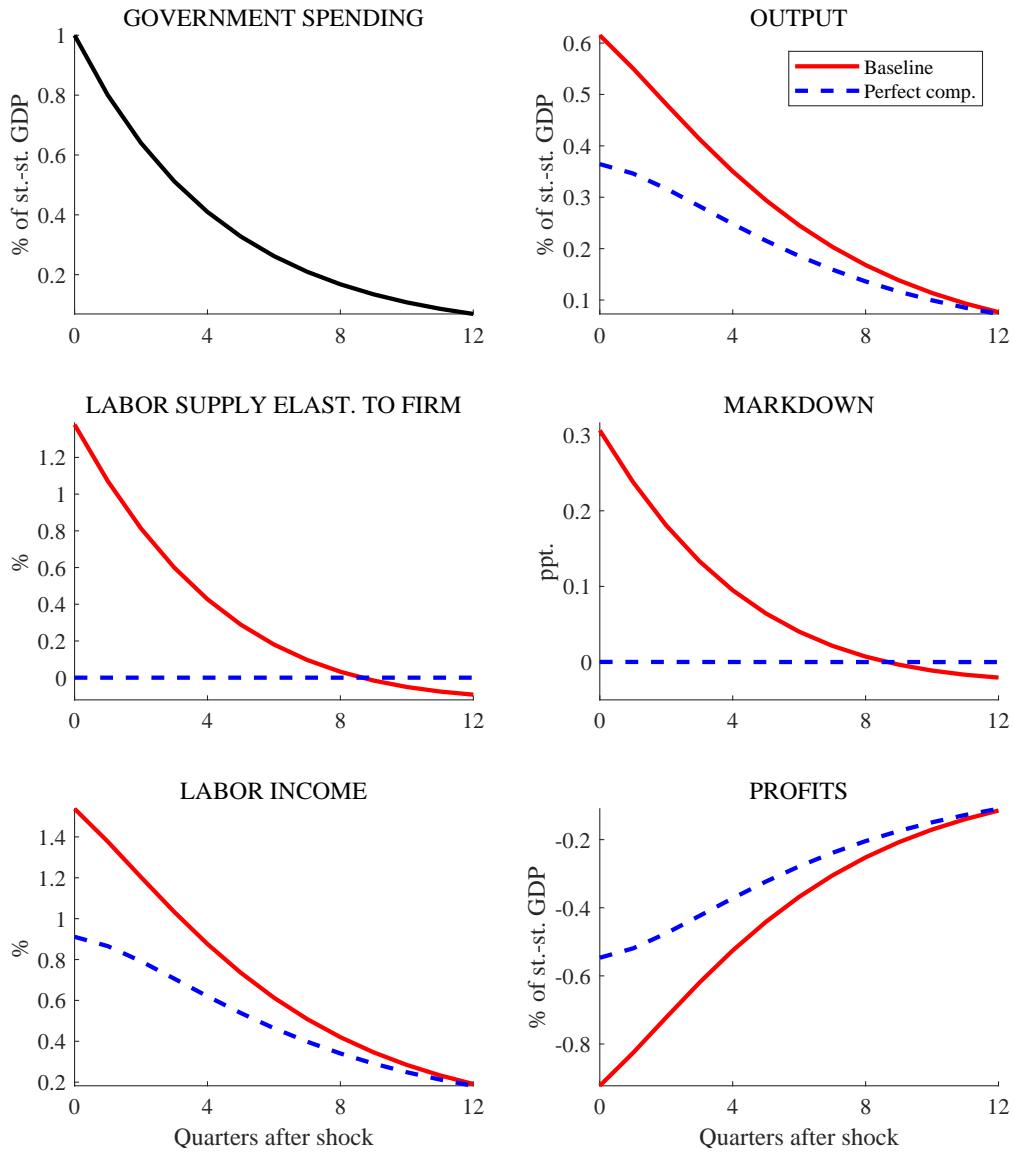 GOVERNMENT SPENDING
% of st.-st. GDP
1
0.8
0.6
0.4
0.2
0 4 8 12
OUTPUT
% of st.-st. GDP
0.6
0.5
0.4
0.3
0.2
0.1
0 4 8 12
Baseline
Perfect comp.
LABOR SUPPLY ELAST. TO FIRM
%
1.2
1
0.8
0.6
0.4
0.2
0
0 4 8 12
MARKDOWN
ppt.
0.3
0.2
0.1
0
0 4 8 12
LABOR INCOME
%
1.4
1.2
1
0.8
0.6
0.4
0.2
0 4 8 12
Quarters after shock
PROFITS
% of st.-st. GDP
-0.2
-0.4
-0.6
-0.8
0 4 8 12
Quarters after shock